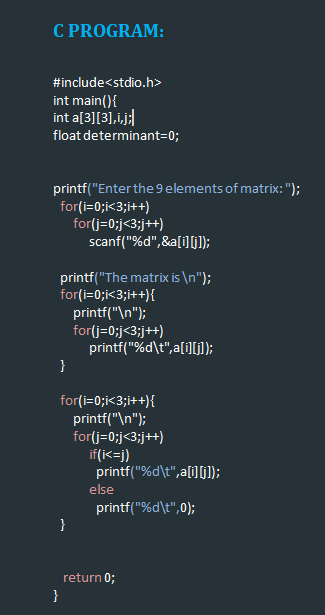 C PROGRAM:
#include<stdio.h>
int main(){
int a[3][3],i,j;
float determinant=0;
printf("Enter the 9 elements of matrix: ");
for(i=0;i<3;i++)
for(j=0;j<3;j++)
scanf("%d",&a[i][j]);
printf("The matrix is \n");
for(i=0;i<3;i++){
printf("\n");
for(j=0;j<3;j++)
printf("%d\t",a[i][j]);
}
for(i=0;i<3;i++){
printf("\n");
for(j=0;j<3;j++)
if(i<=j)
printf("%d\t",a[i][j]);
else
printf("%d\t",0);
}
return 0;
}